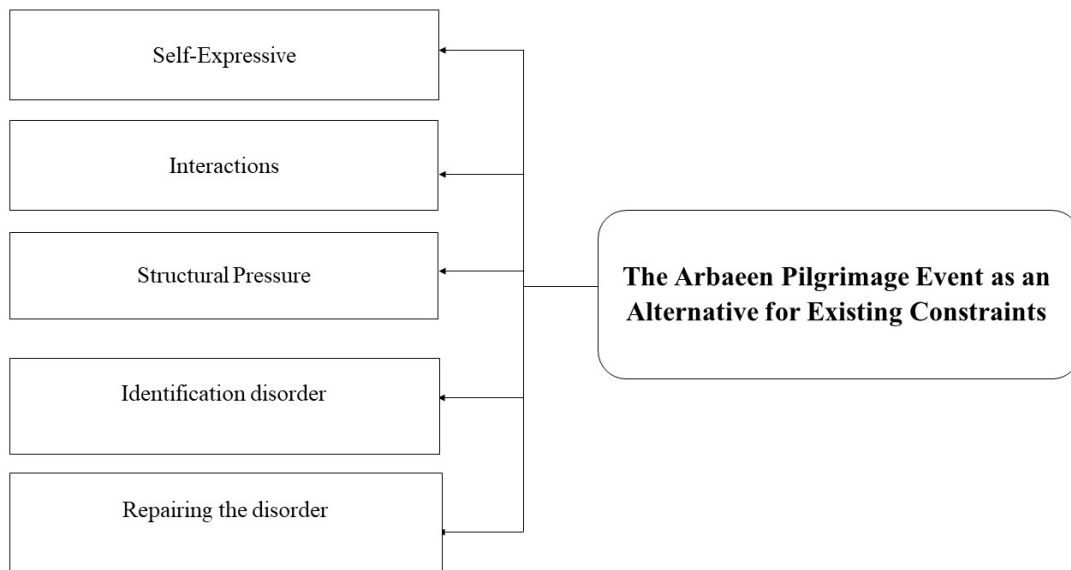 Self-Expressive
Interactions
Structural Pressure
Identification disorder
Repairing the disorder
The Arbaeen Pilgrimage Event as an
Alternative for Existing Constraints